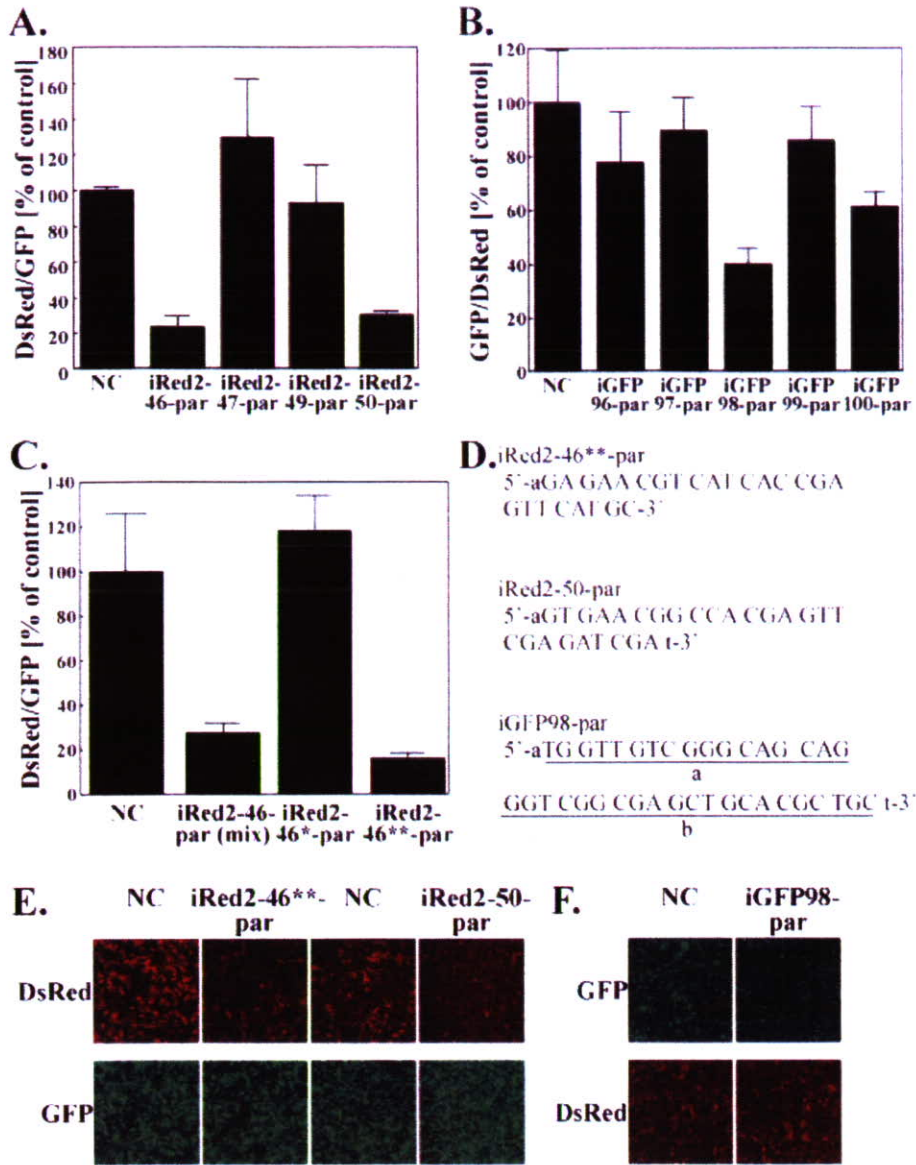 A.
DsRed/GFP [% of control]
180
160
140
120
100
80
60
40
20
0
NC
iRed2-46-par
iRed2-47-par
iRed2-49-par
iRed2-50-par
B.
GFP/DsRed [% of control]
120
100
80
60
40
20
0
NC
iGFP 96-par
iGFP 97-par
iGFP 98-par
iGFP 99-par
iGFP 100-par
C.
DsRed/GFP [% of control]
140
120
100
80
60
40
20
0
NC
iRed2-46-par (mix)
iRed2-46*-par
iRed2-46**-par
D.
iRed2-46**-par
5'-aGA GAA CGT CAT CAC CGA
GTT CAT GC-3'
iRed2-50-par
5'-aGT GAA CGG CCA CGA GTT
CGA GAT CGA t-3'
iGFP98-par
5'-aTG GTT GTC GGG CAG CAG
a
GGT CGG CGA GCT GCA CGC TGC t-3'
b
E.
NC iRed2-46**-par NC iRed2-50-par
DsRed
GFP
F.
NC iGFP98-par
GFP
DsRed